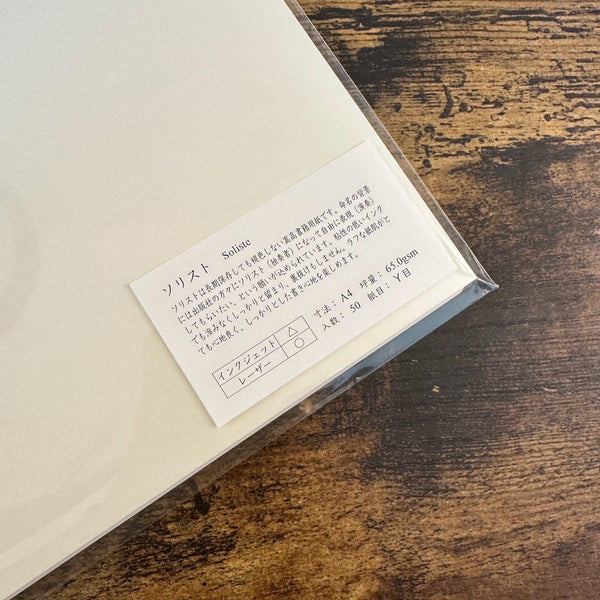 ソリスト Soliste
ソリストは長期保存しても褪色しない嵩高書籍用紙です。命名の背景
には出版社の方々にソリスト（独奏者）になって自由に表現（演奏）
してもらいたい、という願いが込められています。粘性の低いインク
でも滲みなくしっかりと留まり、裏抜けもしません。ラフな紙肌がと
ても心地良く、しっかりとした書き心地を楽しめます。
インクジェット △
レーザー ○
寸法：A4 坪量：65.0gsm
入数：50 紙目：Y目